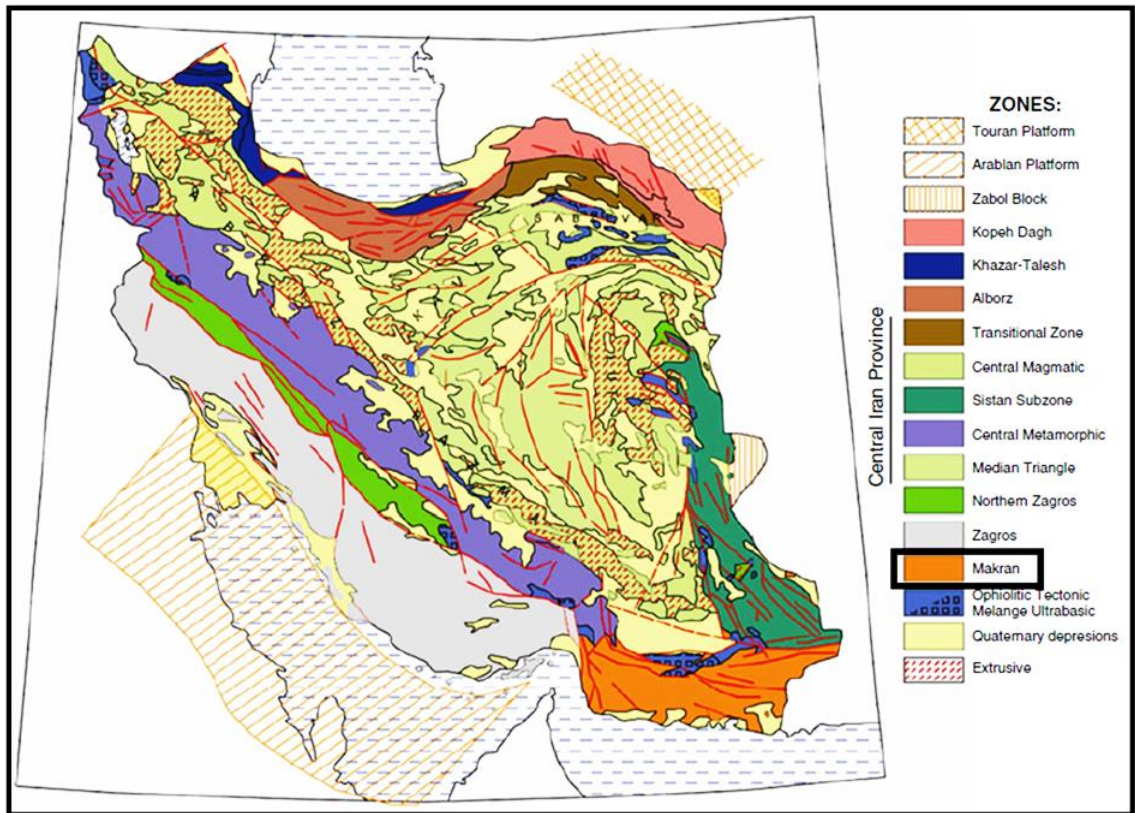 ZONES:
Touran Platform
Arabian Platform
Zabol Block
Kopeh Dagh
Khazar-Talesh
Alborz
Central Iran Province
Transitional Zone
Central Magmatic
Sistan Subzone
Central Metamorphic
Median Triangle
Northern Zagros
Zagros
Makran
Ophiolitic Tectonic
Melange Ultrabasic
Quaternary depresions
Extrusive